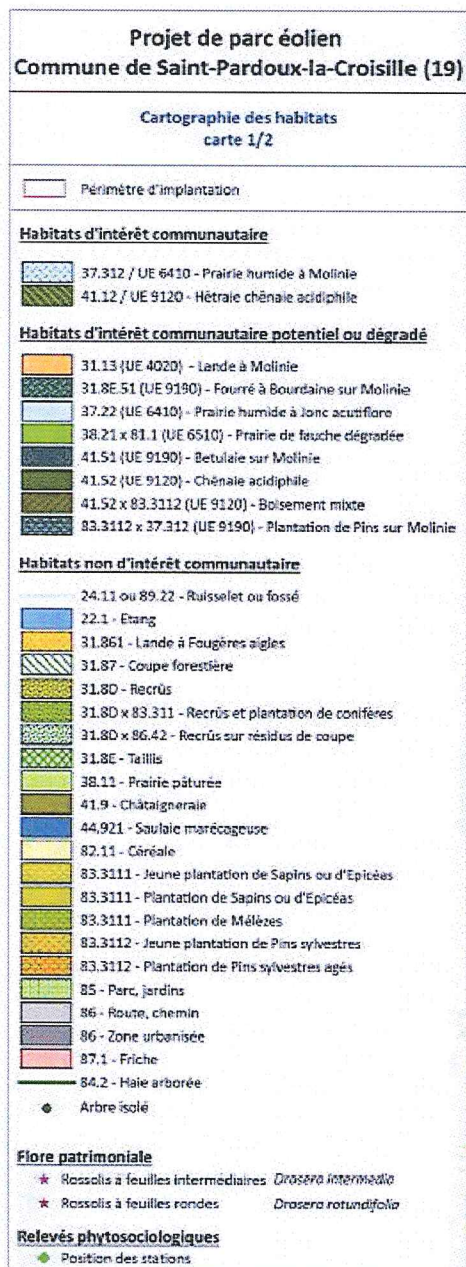 Projet de parc éolien
Commune de Saint-Pardoux-la-Croisille (19)
Cartographie des habitats
carte 1/2
Périmètre d'implantation
Habitats d'intérêt communautaire
37.312 / UE 6410 - Prairie humide à Molinie
41.12 / UE 9120 - Hêtraie chênaie acidiphile
Habitats d'intérêt communautaire potentiel ou dégradé
31.13 (UE 4020) - Lande à Molinie
31.8E.51 (UE 9190) - Fourré à Bourdaine sur Molinie
37.22 (UE 6410) - Prairie humide à Jonc acutiflore
38.21 x 81.1 (UE 6510) - Prairie de fauche dégradée
41.51 (UE 9190) - Betulaie sur Molinie
41.52 (UE 9120) - Chênaie acidiphile
41.52 x 83.3112 (UE 9120) - Boisement mixte
83.3112 x 37.312 (UE 9190) - Plantation de Pins sur Molinie
Habitats non d'intérêt communautaire
24.11 ou 89.22 - Ruisselet ou fossé
22.1 - Etang
31.861 - Lande à Fougères aigles
31.87 - Coupe forestière
31.8D - Recrûs
31.8D x 83.311 - Recrûs et plantation de conifères
31.8D x 86.42 - Recrûs sur résidus de coupe
31.8E - Taillis
38.11 - Prairie pâturée
41.9 - Châtaigneraie
44.921 - Saulaie marécageuse
82.11 - Céréale
83.3111 - Jeune plantation de Sapins ou d'Epicéas
83.3111 - Plantation de Sapins ou d'Epicéas
83.3111 - Plantation de Mélèzes
83.3112 - Jeune plantation de Pins sylvestres
83.3112 - Plantation de Pins sylvestres agés
85 - Parc, jardins
86 - Route, chemin
86 - Zone urbanisée
87.1 - Friche
84.2 - Haie arborée
Arbre isolé
Flore patrimoniale
Rossolis à feuilles intermédiaires Drosera intermedia
Rossolis à feuilles rondes Drosera rotundifolia
Relevés phytosociologiques
Position des stations